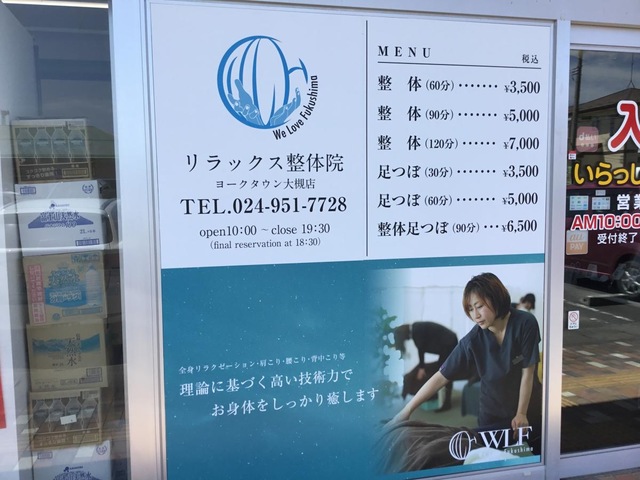 We Love Fukushima
リラックス整体院
ヨークタウン大槻店
TEL.024-951-7728
open10:00 ~ close 19:30
(final reservation at 18:30)
MENU
税込
整 体(60分)・・・・・・・¥3,500
整 体(90分)・・・・・・・¥5,000
整 体(120分)・・・・・・¥7,000
足つぼ(30分)・・・・・・¥3,500
足つぼ(60分)・・・・・・¥5,000
整体足つぼ(90分)・・・¥6,500
全身リラクゼーション・肩こり・腰こり・背中こり等
理論に基づく高い技術力で
お身体をしっかり癒します
WLF
Fukushima
入
いらっし
営業
AM10:00
受付終了
PAY